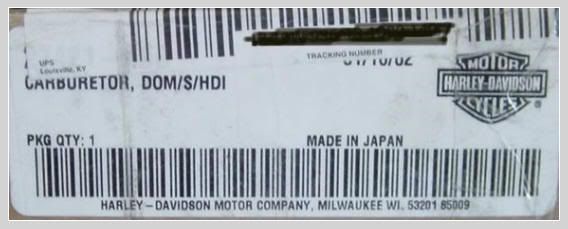 UPS
Louisville, KY
TRACKING NUMBER
CARBURETOR, DOM/S/HDI
MOTOR
HARLEY-DAVIDSON
CYCLES
®
PKG QTY: 1
MADE IN JAPAN
HARLEY-DAVIDSON MOTOR COMPANY, MILWAUKEE WI. 53201 85009